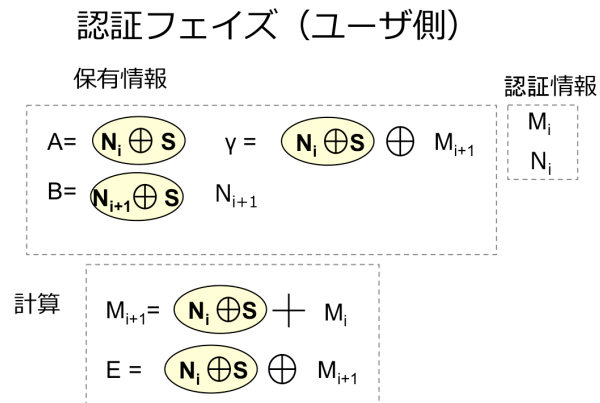 認証フェイズ（ユーザ側）
保有情報
認証情報
A= N_i ⊕ S γ = N_i ⊕ S ⊕ M_{i+1}
B= N_{i+1} ⊕ S N_{i+1}
M_i
N_i
計算
M_{i+1}= N_i ⊕ S + M_i
E = N_i ⊕ S ⊕ M_{i+1}